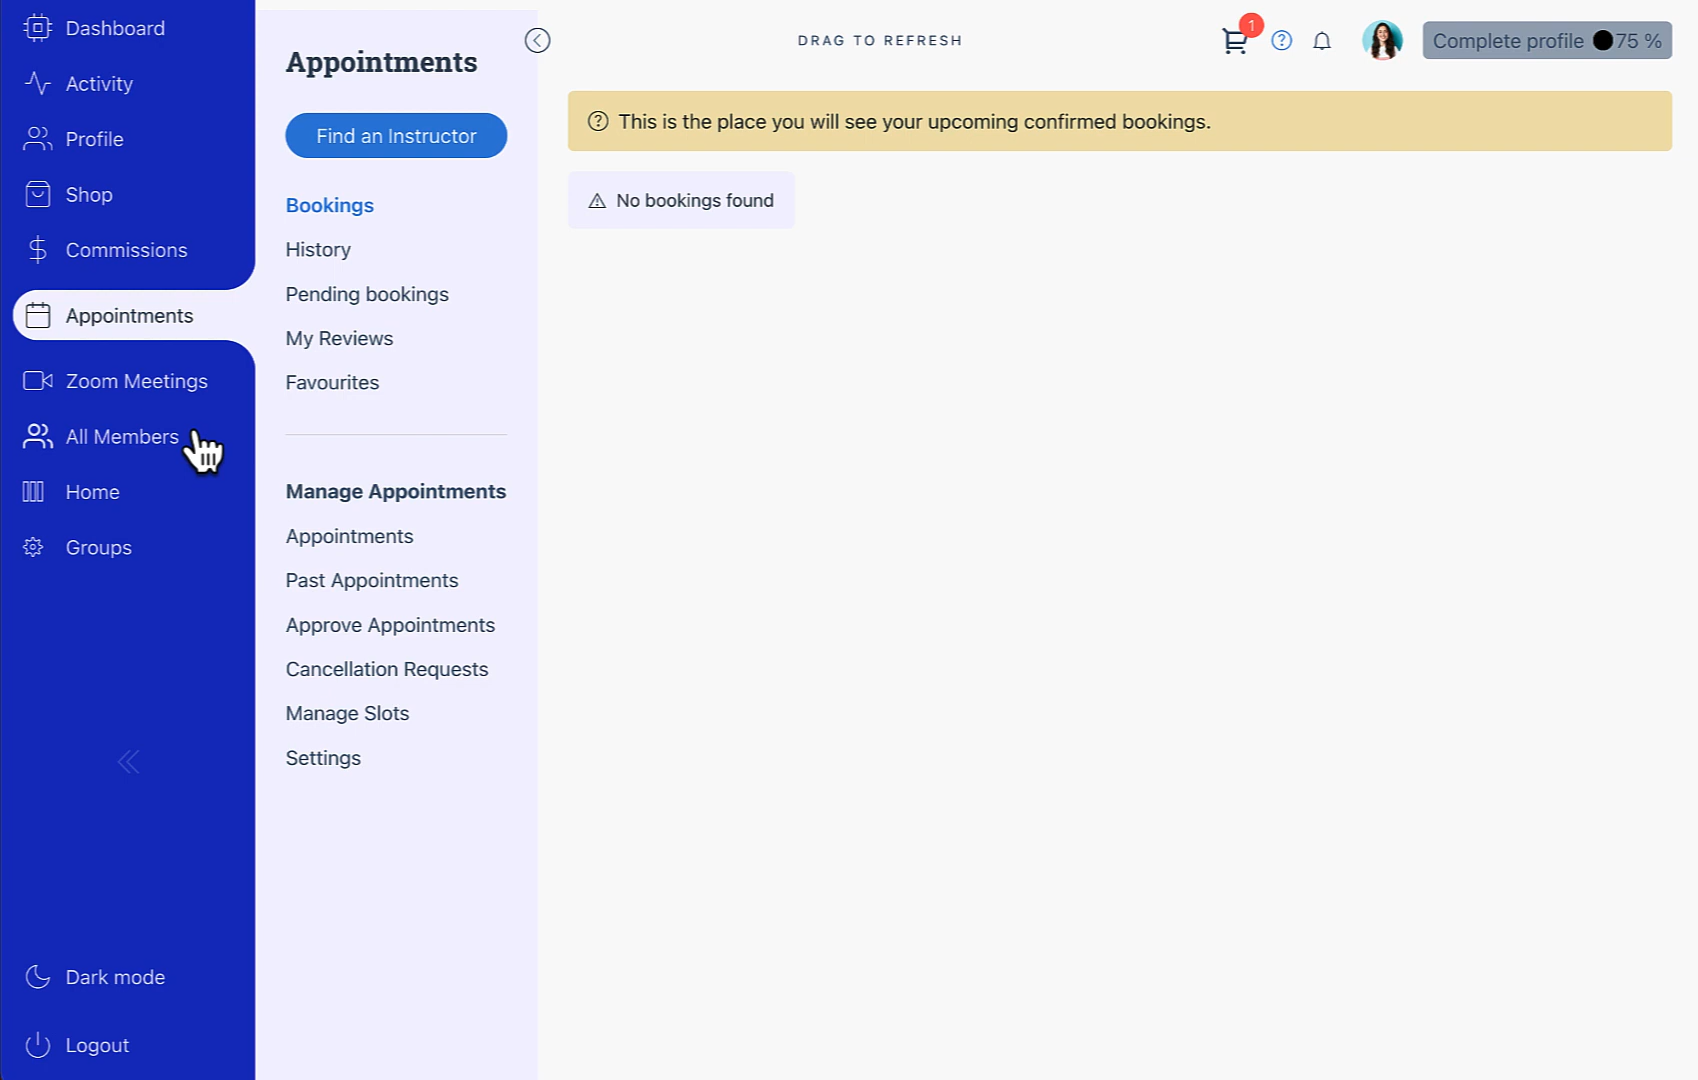 Dashboard
Activity
Profile
Shop
Commissions
Appointments
Zoom Meetings
All Members
Home
Groups
Dark mode
Logout
Appointments
Find an Instructor
Bookings
History
Pending bookings
My Reviews
Favourites
Manage Appointments
Appointments
Past Appointments
Approve Appointments
Cancellation Requests
Manage Slots
Settings
DRAG TO REFRESH
1
Complete profile 75 %
This is the place you will see your upcoming confirmed bookings.
No bookings found